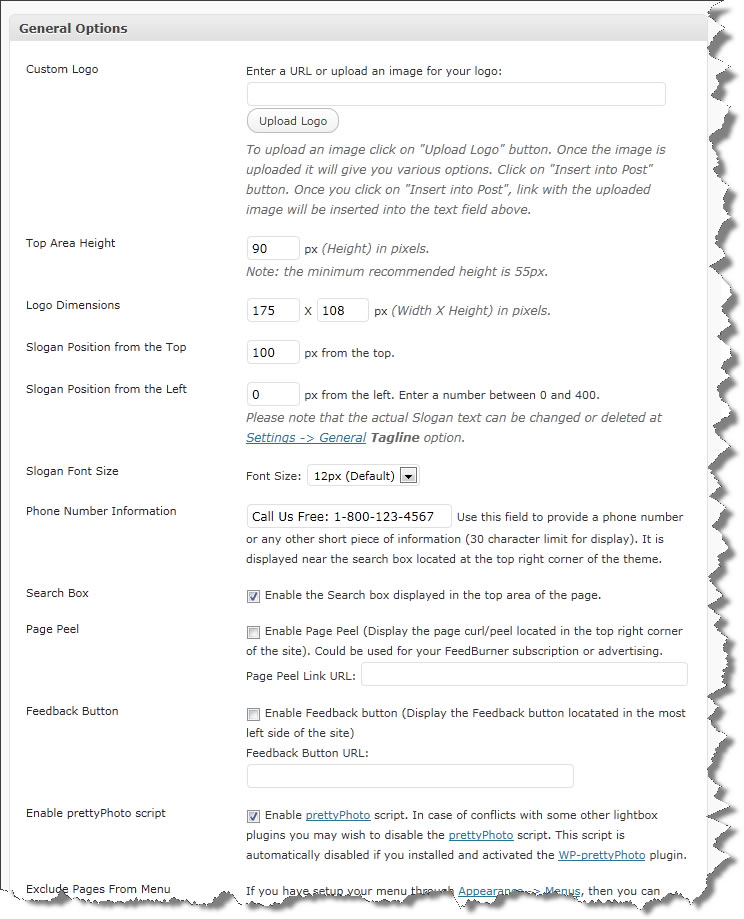 General Options
Custom Logo
Enter a URL or upload an image for your logo:
Upload Logo
To upload an image click on "Upload Logo" button. Once the image is
uploaded it will give you various options. Click on "Insert into Post"
button. Once you click on "Insert into Post", link with the uploaded
image will be inserted into the text field above.
Top Area Height
90 px (Height) in pixels.
Note: the minimum recommended height is 55px.
Logo Dimensions
175 X 108 px (Width X Height) in pixels.
Slogan Position from the Top
100 px from the top.
Slogan Position from the Left
0 px from the left. Enter a number between 0 and 400.
Please note that the actual Slogan text can be changed or deleted at
Settings -> General Tagline option.
Slogan Font Size
Font Size: 12px (Default)
Phone Number Information
Call Us Free: 1-800-123-4567 Use this field to provide a phone number
or any other short piece of information (30 character limit for display). It is
displayed near the search box located at the top right corner of the theme.
Search Box
Enable the Search box displayed in the top area of the page.
Page Peel
Enable Page Peel (Display the page curl/peel located in the top right corner
of the site). Could be used for your FeedBurner subscription or advertising.
Page Peel Link URL:
Feedback Button
Enable Feedback button (Display the Feedback button locatated in the most
left side of the site)
Feedback Button URL:
Enable prettyPhoto script
Enable prettyPhoto script. In case of conflicts with some other lightbox
plugins you may wish to disable the prettyPhoto script. This script is
automatically disabled if you installed and activated the WP-prettyPhoto plugin.
Exclude Pages From Menu
If you have setup your menu through Appearance -> Menus, then you can